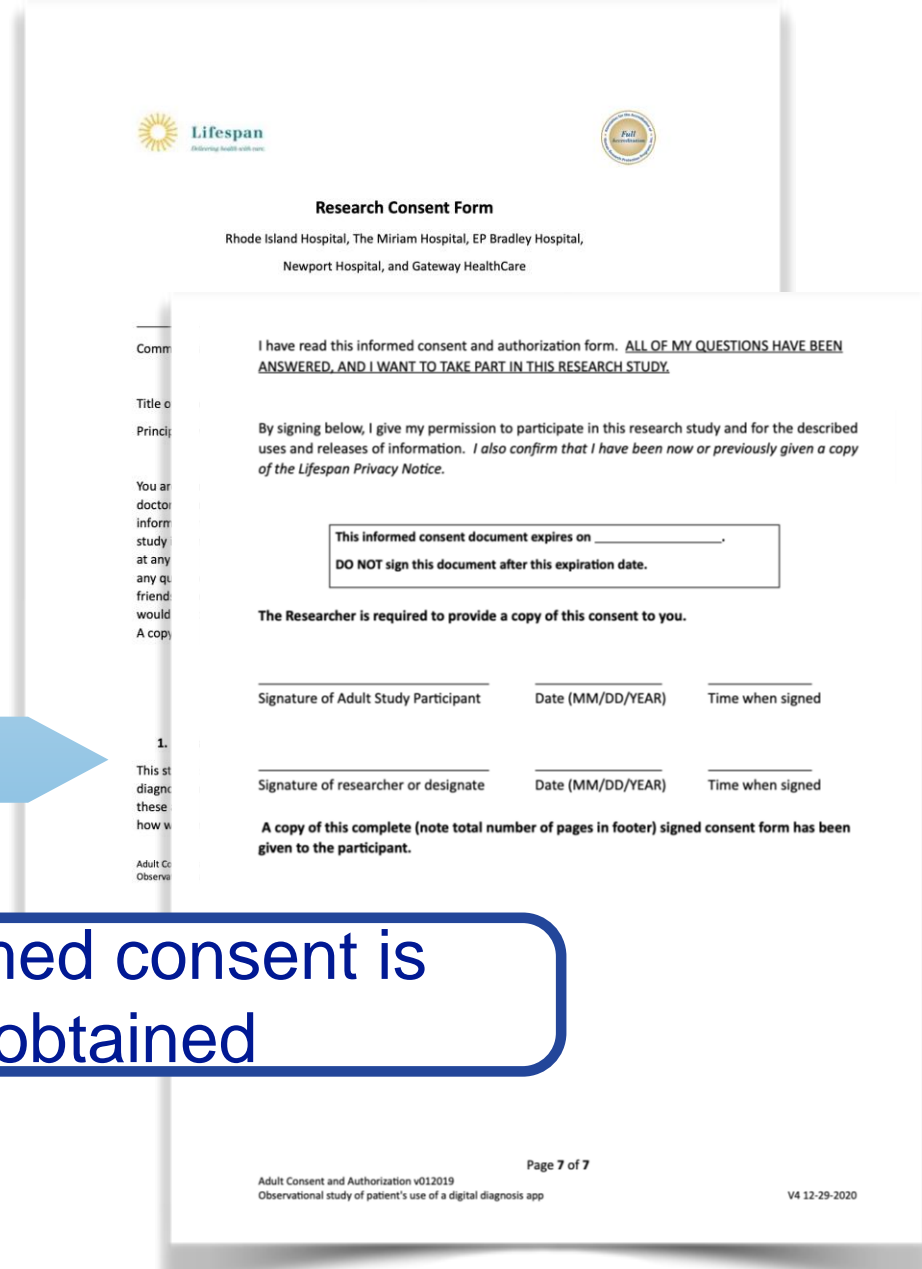 Lifespan
Delivering health with care.
Full
Accreditation
Research Consent Form
Rhode Island Hospital, The Miriam Hospital, EP Bradley Hospital,
Newport Hospital, and Gateway HealthCare
Comm
Title o
Princip
You ar
doctor
inform
study
at any
any qu
friend
would
A copy
1.
This st
diagno
these
how w
Adult Co
Observa
I have read this informed consent and authorization form. ALL OF MY QUESTIONS HAVE BEEN
ANSWERED, AND I WANT TO TAKE PART IN THIS RESEARCH STUDY.
By signing below, I give my permission to participate in this research study and for the described
uses and releases of information. I also confirm that I have been now or previously given a copy
of the Lifespan Privacy Notice.
This informed consent document expires on ____________________.
DO NOT sign this document after this expiration date.
The Researcher is required to provide a copy of this consent to you.
Signature of Adult Study Participant Date (MM/DD/YEAR) Time when signed
Signature of researcher or designate Date (MM/DD/YEAR) Time when signed
A copy of this complete (note total number of pages in footer) signed consent form has been
given to the participant.
ned consent is
obtained
Page 7 of 7
Adult Consent and Authorization v012019
Observational study of patient's use of a digital diagnosis app V4 12-29-2020